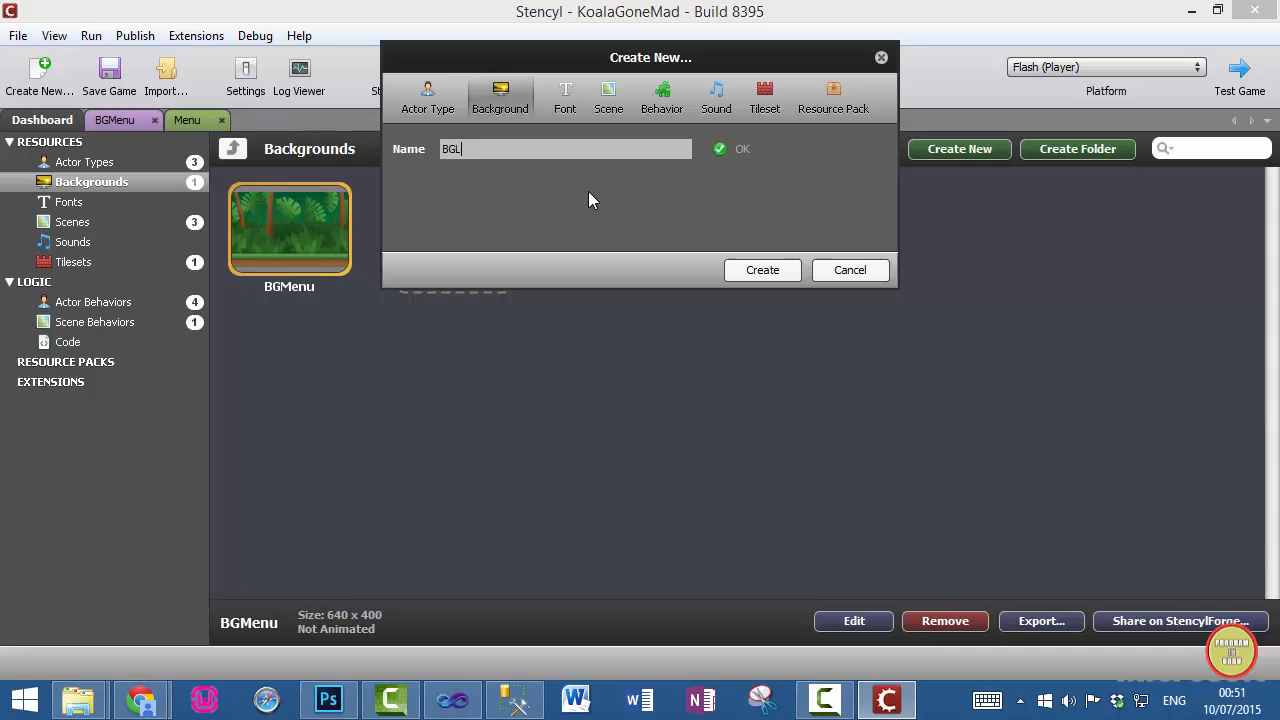 Stencyl - KoalaGoneMad - Build 8395
File View Run Publish Extensions Debug Help
Create New...
Create New... Save Game Import... Settings Log Viewer
Flash (Player)
Platform Test Game
Actor Type Background Font Scene Behavior Sound Tileset Resource Pack
Dashboard BGMenu Menu
RESOURCES
Actor Types 3
Backgrounds 1
Fonts
Scenes 3
Sounds
Tilesets 1
LOGIC
Actor Behaviors 4
Scene Behaviors 1
Code
RESOURCE PACKS
EXTENSIONS
Backgrounds
Name BGL OK
Create New Create Folder
Create Cancel
BGMenu
BGMenu
Size: 640 x 400
Not Animated
Edit Remove Export... Share on StencylForge...
PROGRAM
IN
ENG
00:51
10/07/2015